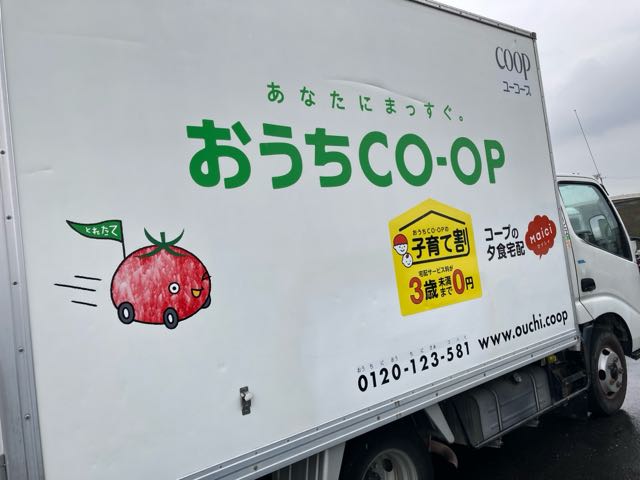 COOP
ユーコープ
あなたにまっすぐ。
おうちCO-OP
とれたて
おうちCO-OPの
子育て割
宅配サービス料が
3歳未満まで0円
コープの
夕食宅配
maici
0120-123-581
www.ouchi.coop